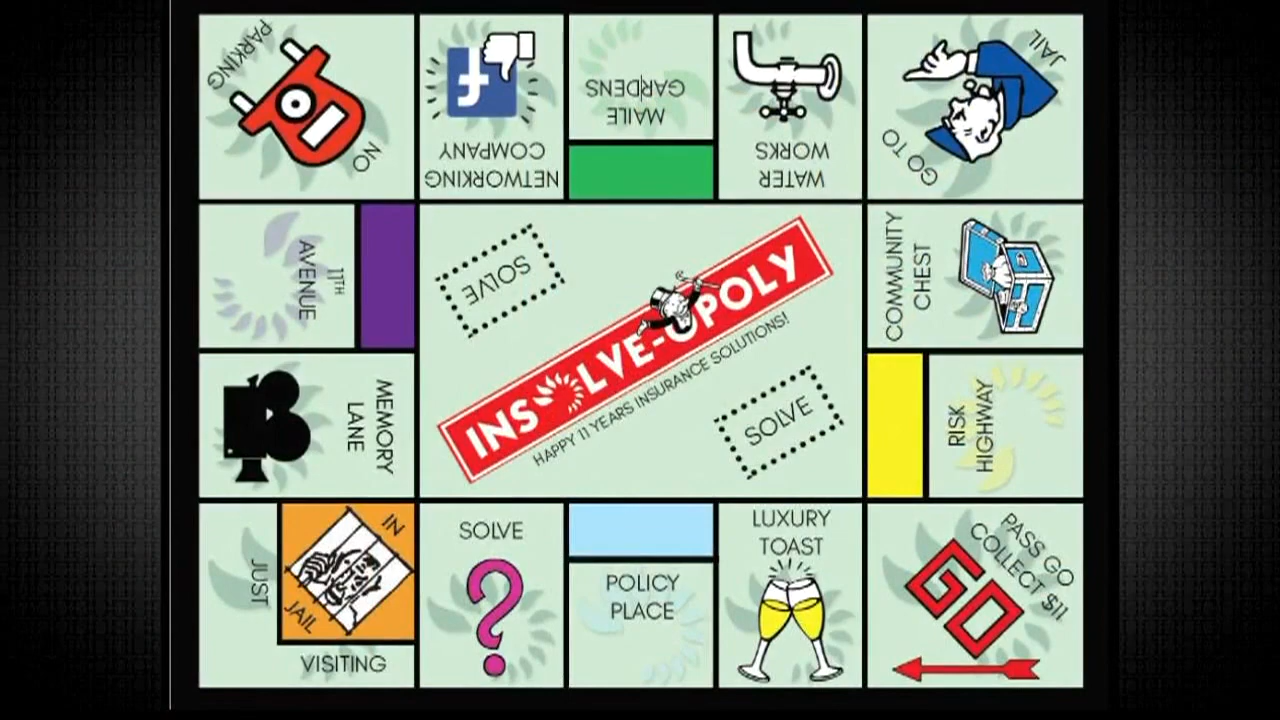 NO
PARKING
NETWORKING
COMPANY
MAILE
GARDENS
WATER
WORKS
GO TO
JAIL
11TH
AVENUE
SOLVE
INSOLVE-OPOLY
HAPPY 11 YEARS INSURANCE SOLUTIONS!
SOLVE
COMMUNITY
CHEST
MEMORY
LANE
RISK
HIGHWAY
JUST
VISITING
IN
JAIL
SOLVE
?
POLICY
PLACE
LUXURY
TOAST
PASS GO
COLLECT $11
GO